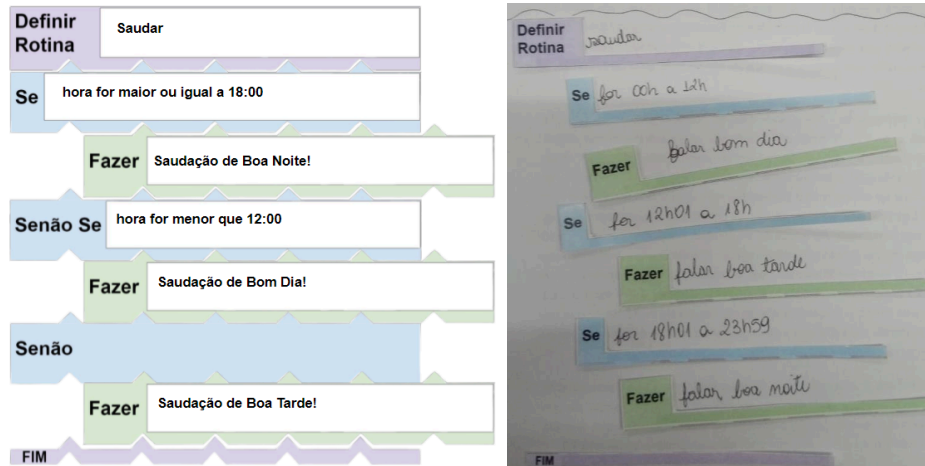 Definir
Rotina
Saudar
Se
hora for maior ou igual a 18:00
Fazer
Saudação de Boa Noite!
Senão Se
hora for menor que 12:00
Fazer
Saudação de Bom Dia!
Senão
Fazer
Saudação de Boa Tarde!
FIM
Definir
Rotina
saudar
Se for 00h a 12h
Fazer falar bom dia
Se for 12h01 a 18h
Fazer falar boa tarde
Se for 18h01 a 23h59
Fazer falar boa noite
FIM